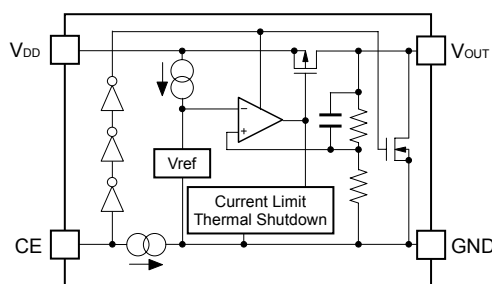 VDD
VOUT
−
+
Vref
Current Limit
Thermal Shutdown
CE
GND